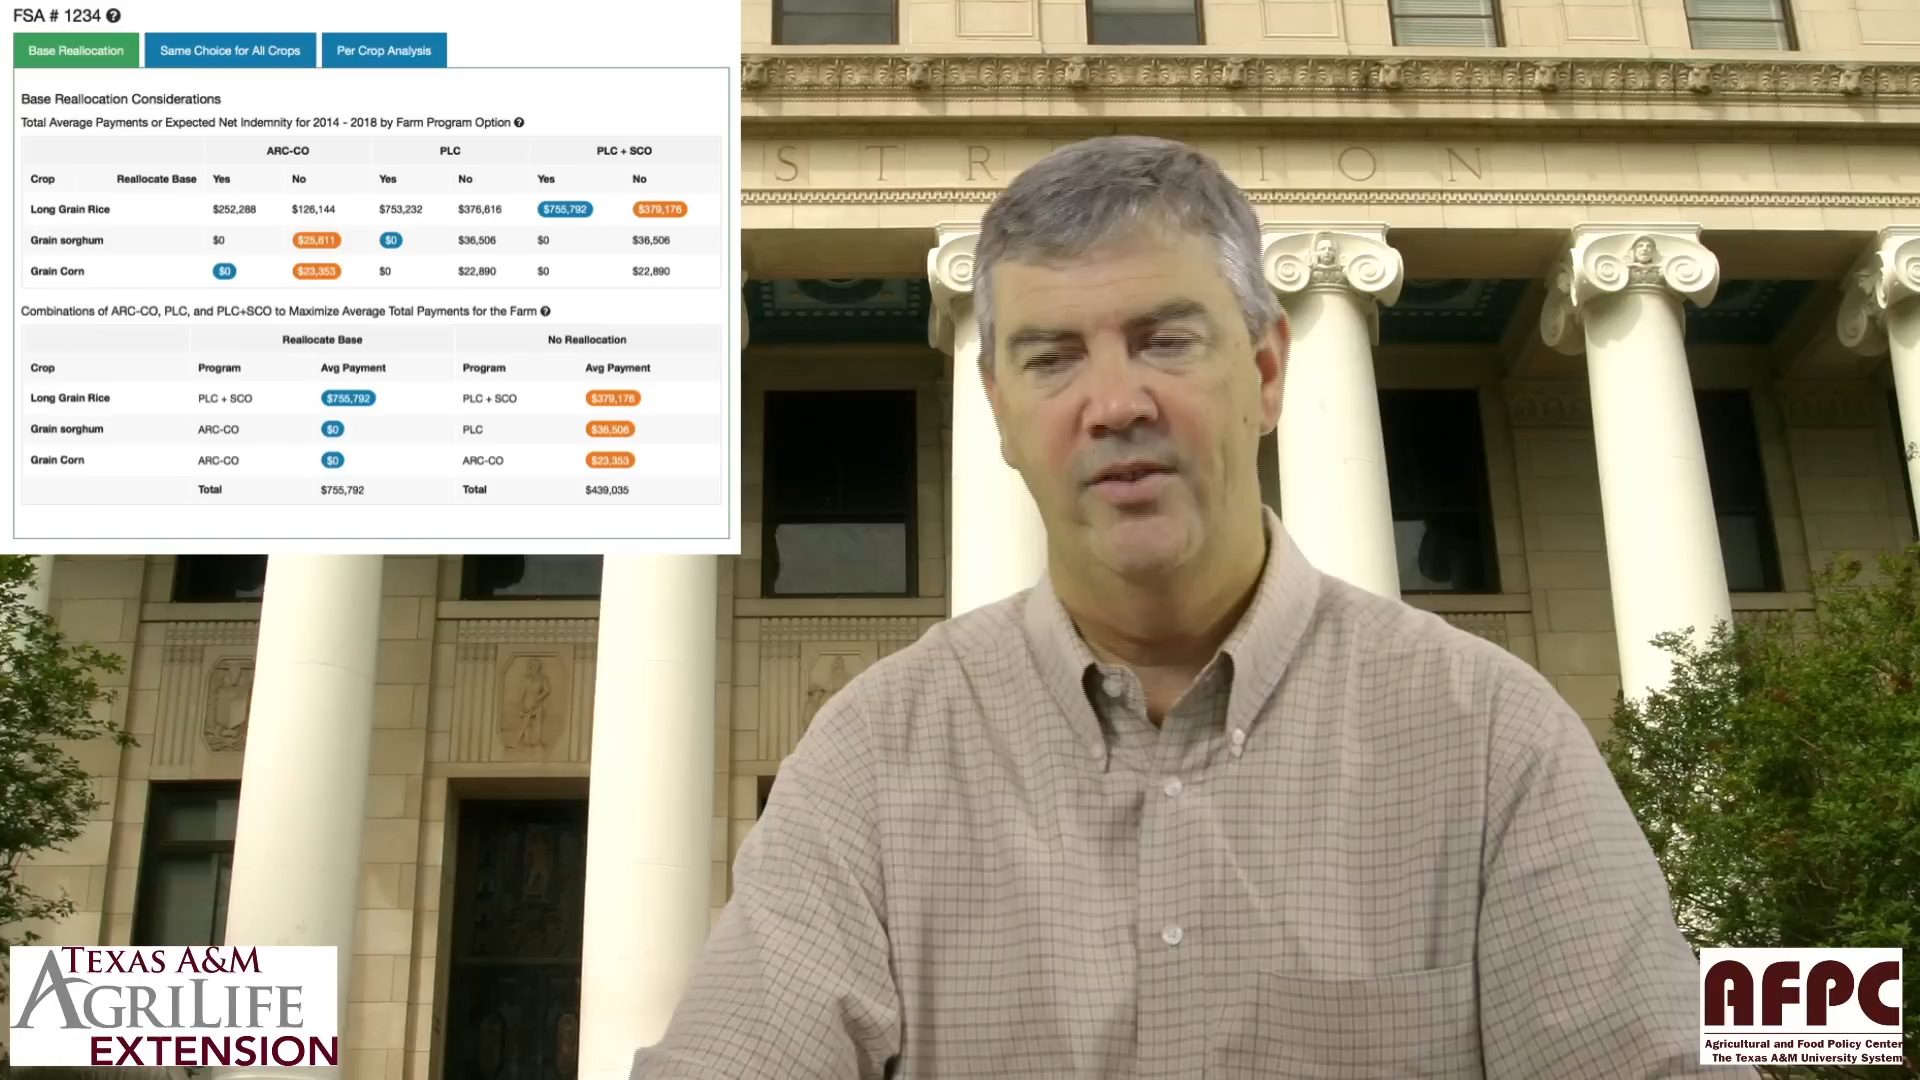 FSA # 1234
Base Reallocation Same Choice for All Crops Per Crop Analysis
Base Reallocation Considerations
Total Average Payments or Expected Net Indemnity for 2014 - 2018 by Farm Program Option
ARC-CO PLC PLC + SCO
Crop Reallocate Base Yes No Yes No Yes No
Long Grain Rice $252,288 $126,144 $753,232 $376,616 $755,792 $379,176
Grain sorghum $0 $25,611 $0 $36,506 $0 $36,506
Grain Corn $0 $23,353 $0 $22,890 $0 $22,890
Combinations of ARC-CO, PLC, and PLC+SCO to Maximize Average Total Payments for the Farm
Reallocate Base No Reallocation
Crop Program Avg Payment Program Avg Payment
Long Grain Rice PLC + SCO $755,792 PLC + SCO $379,176
Grain sorghum ARC-CO $0 PLC $36,506
Grain Corn ARC-CO $0 ARC-CO $23,353
Total $755,792 Total $439,035
STR ION
TEXAS A&M
AGRILIFE
EXTENSION
AFPC
Agricultural and Food Policy Center
The Texas A&M University System